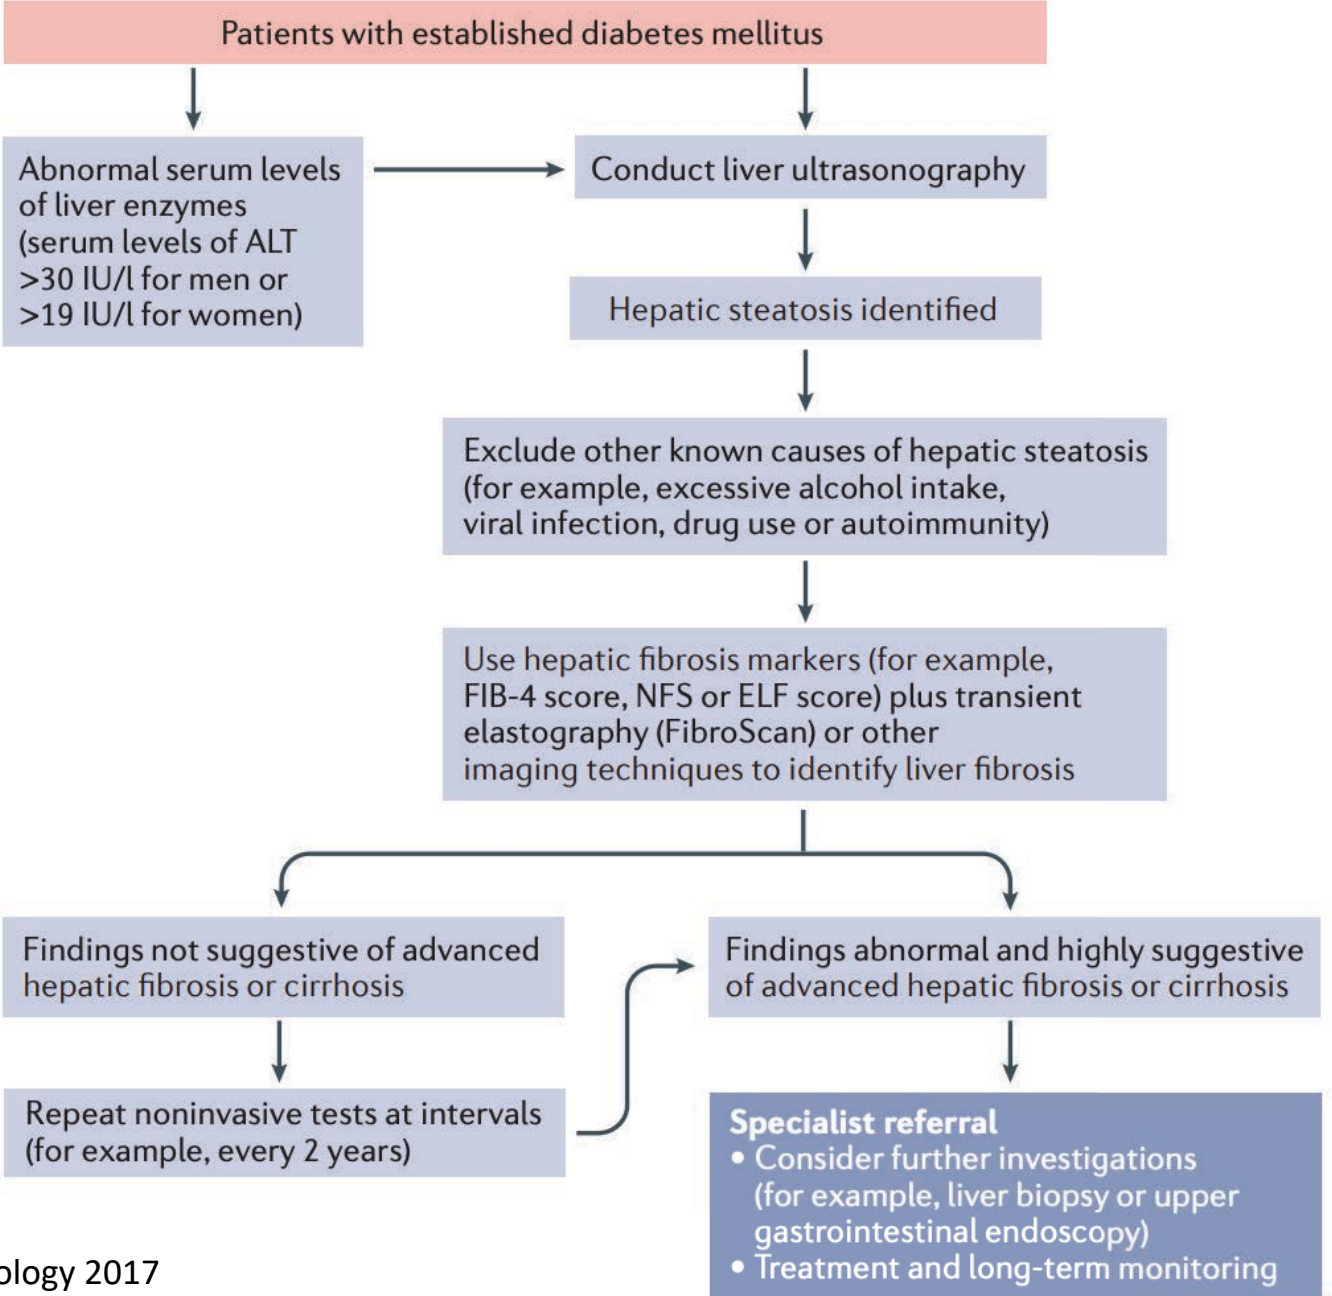 Patients with established diabetes mellitus
Abnormal serum levels
of liver enzymes
(serum levels of ALT
>30 IU/l for men or
>19 IU/l for women)
Conduct liver ultrasonography
Hepatic steatosis identified
Exclude other known causes of hepatic steatosis
(for example, excessive alcohol intake,
viral infection, drug use or autoimmunity)
Use hepatic fibrosis markers (for example,
FIB-4 score, NFS or ELF score) plus transient
elastography (FibroScan) or other
imaging techniques to identify liver fibrosis
Findings not suggestive of advanced
hepatic fibrosis or cirrhosis
Repeat noninvasive tests at intervals
(for example, every 2 years)
Findings abnormal and highly suggestive
of advanced hepatic fibrosis or cirrhosis
Specialist referral
• Consider further investigations
(for example, liver biopsy or upper
gastrointestinal endoscopy)
• Treatment and long-term monitoring
ology 2017